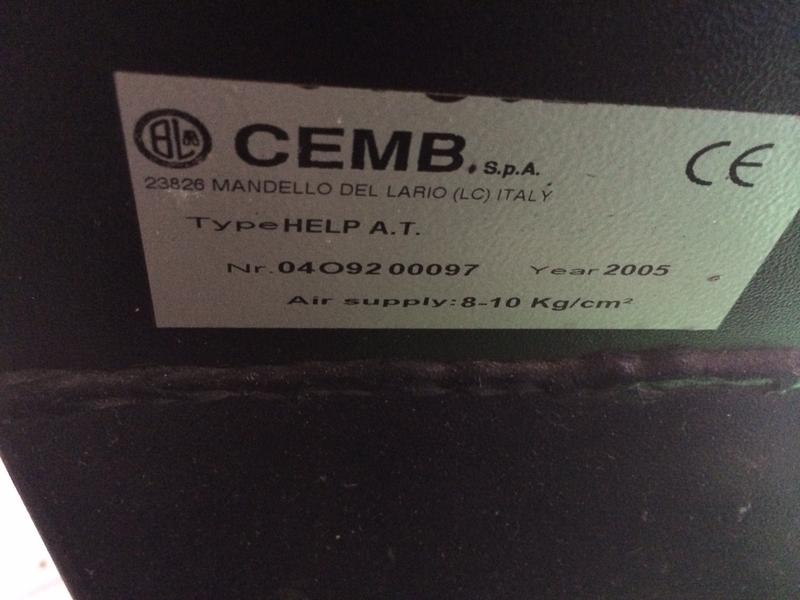 BL CEMB. S.p.A. CE
23826 MANDELLO DEL LARIO (LC) ITALY
Type HELP A.T.
Nr. 04O92 00097 Year 2005
Air supply: 8-10 Kg/cm²